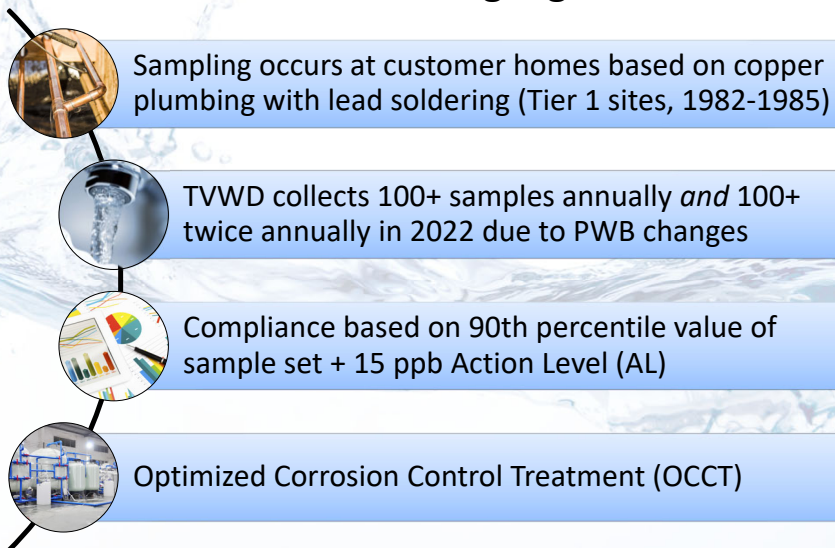 Sampling occurs at customer homes based on copper
plumbing with lead soldering (Tier 1 sites, 1982-1985)
TVWD collects 100+ samples annually and 100+
twice annually in 2022 due to PWB changes
Compliance based on 90th percentile value of
sample set + 15 ppb Action Level (AL)
Optimized Corrosion Control Treatment (OCCT)